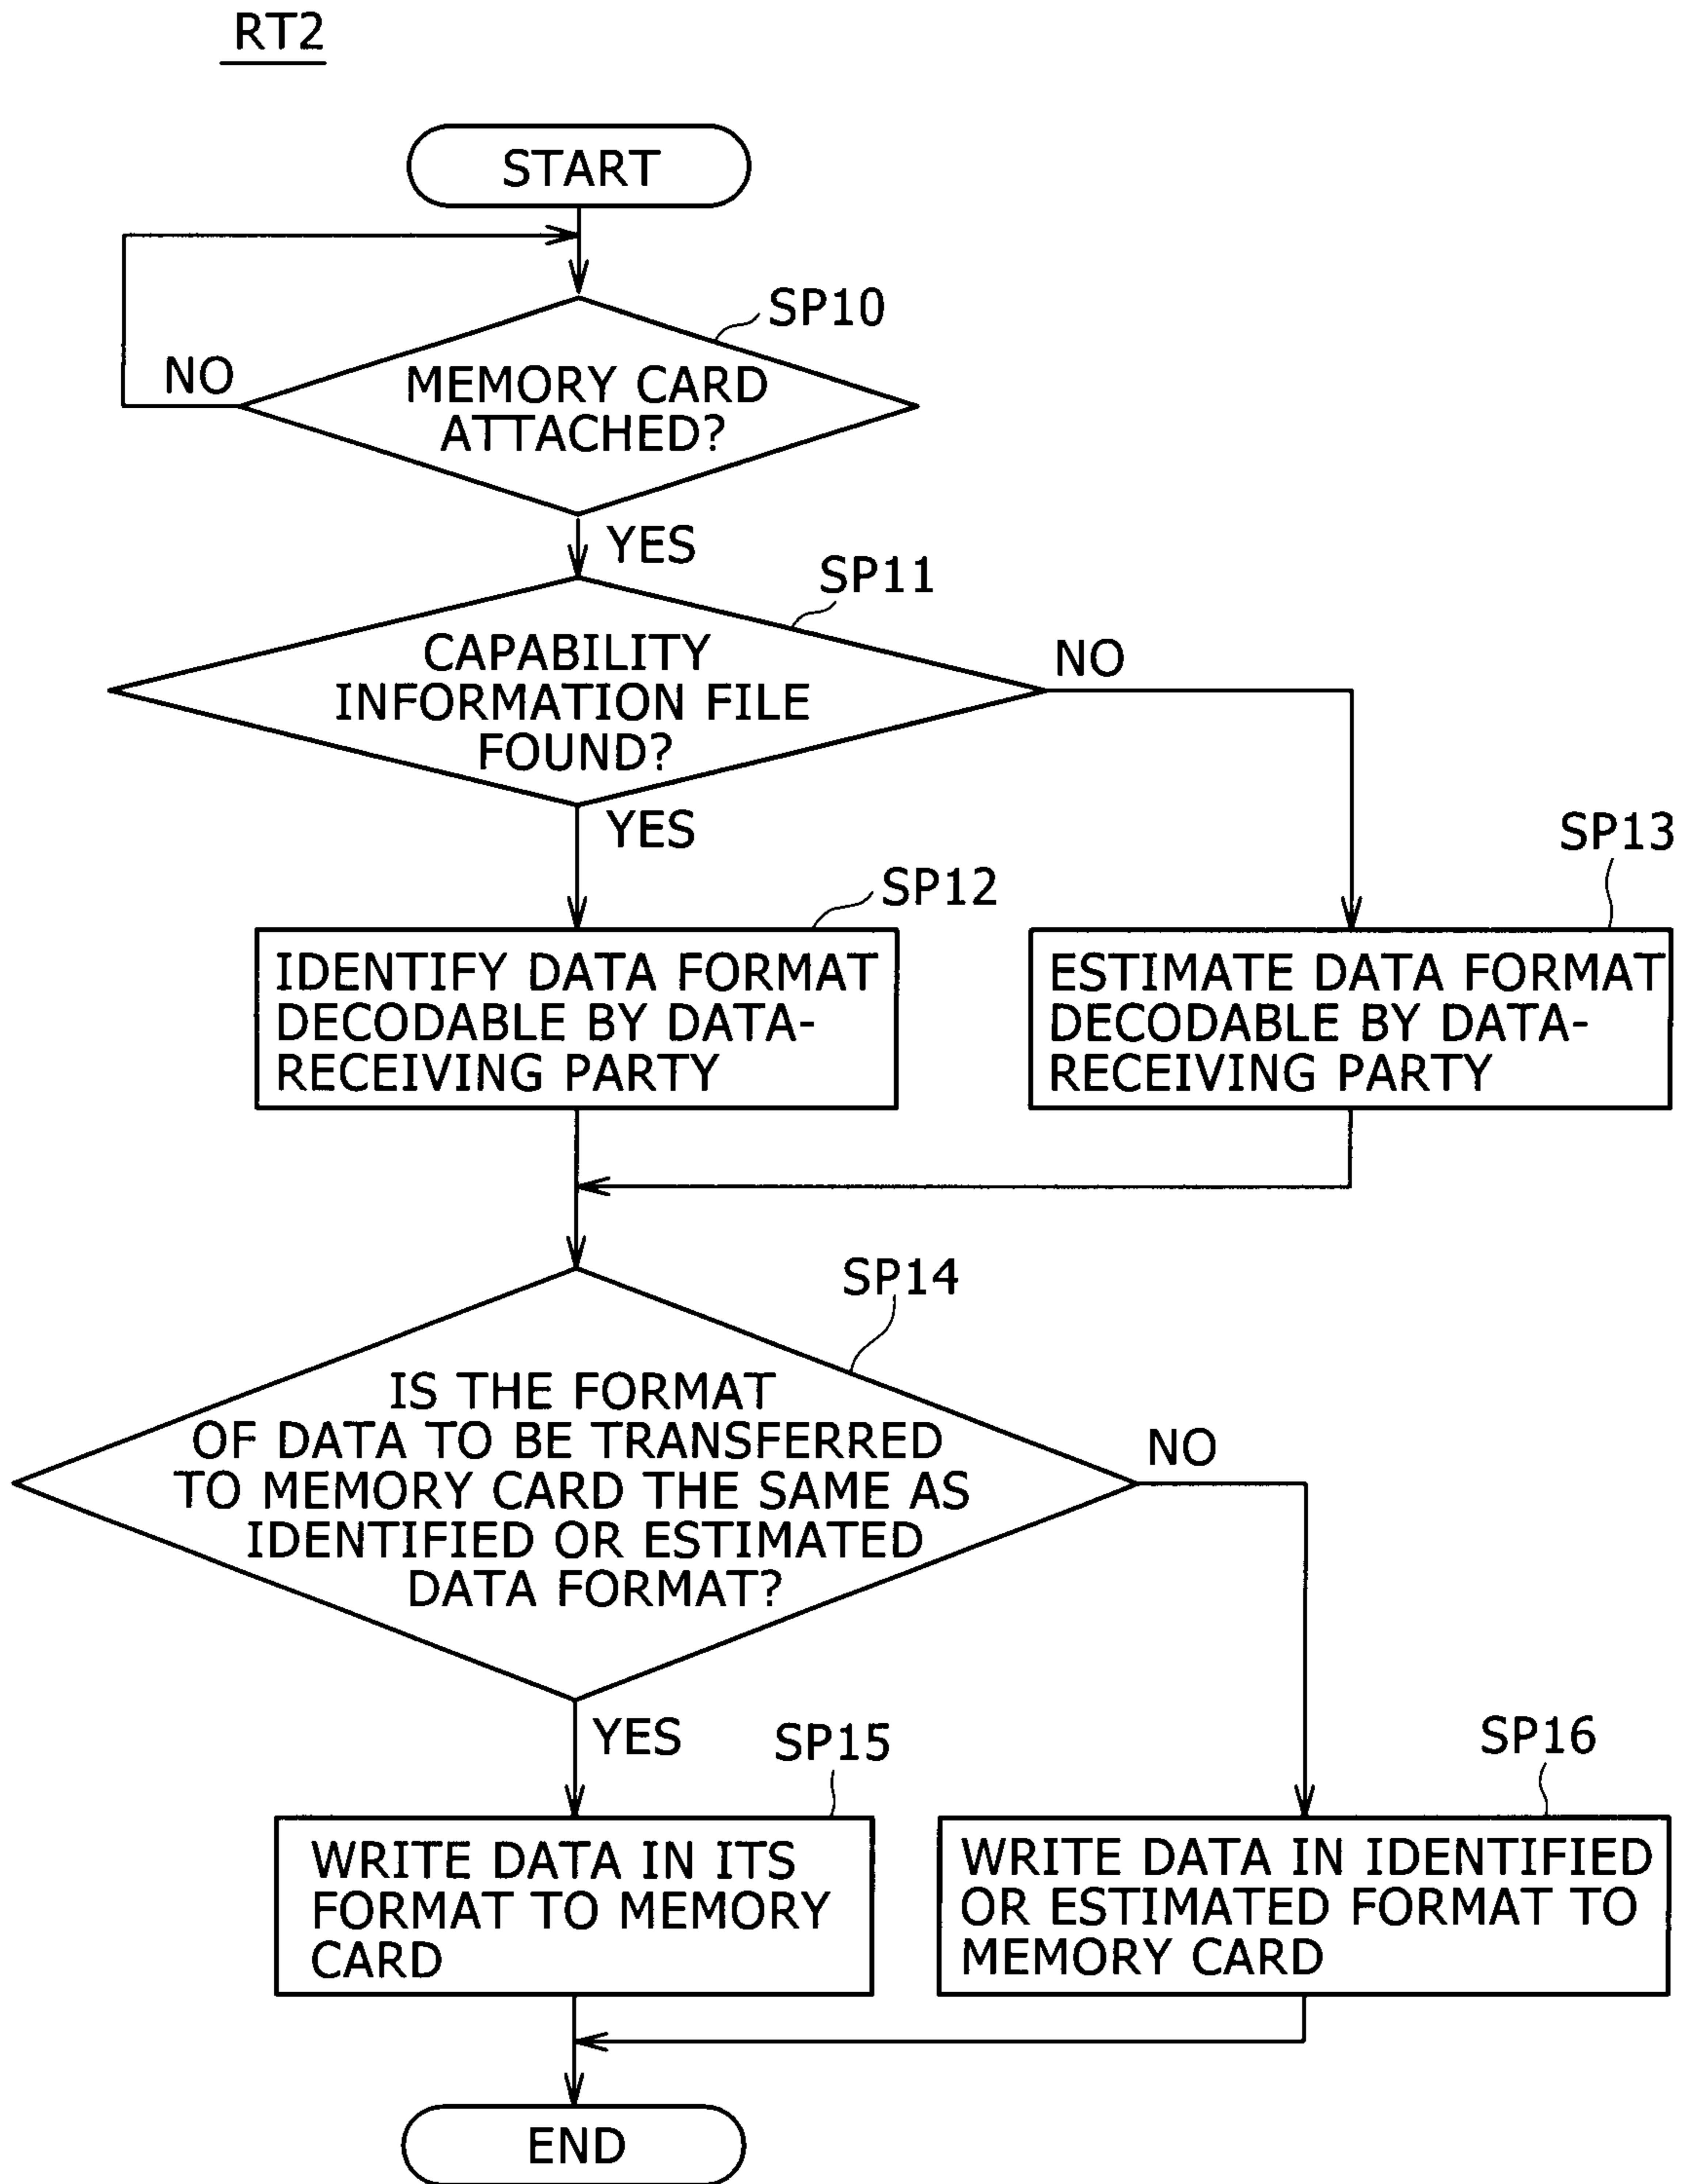 RT2
START
SP10
NO
MEMORY CARD
ATTACHED?
YES
SP11
CAPABILITY
INFORMATION FILE
FOUND?
NO
YES
SP12
SP13
IDENTIFY DATA FORMAT
DECODABLE BY DATA-
RECEIVING PARTY
ESTIMATE DATA FORMAT
DECODABLE BY DATA-
RECEIVING PARTY
SP14
IS THE FORMAT
OF DATA TO BE TRANSFERRED
TO MEMORY CARD THE SAME AS
IDENTIFIED OR ESTIMATED
DATA FORMAT?
NO
YES
SP15
SP16
WRITE DATA IN ITS
FORMAT TO MEMORY
CARD
WRITE DATA IN IDENTIFIED
OR ESTIMATED FORMAT TO
MEMORY CARD
END